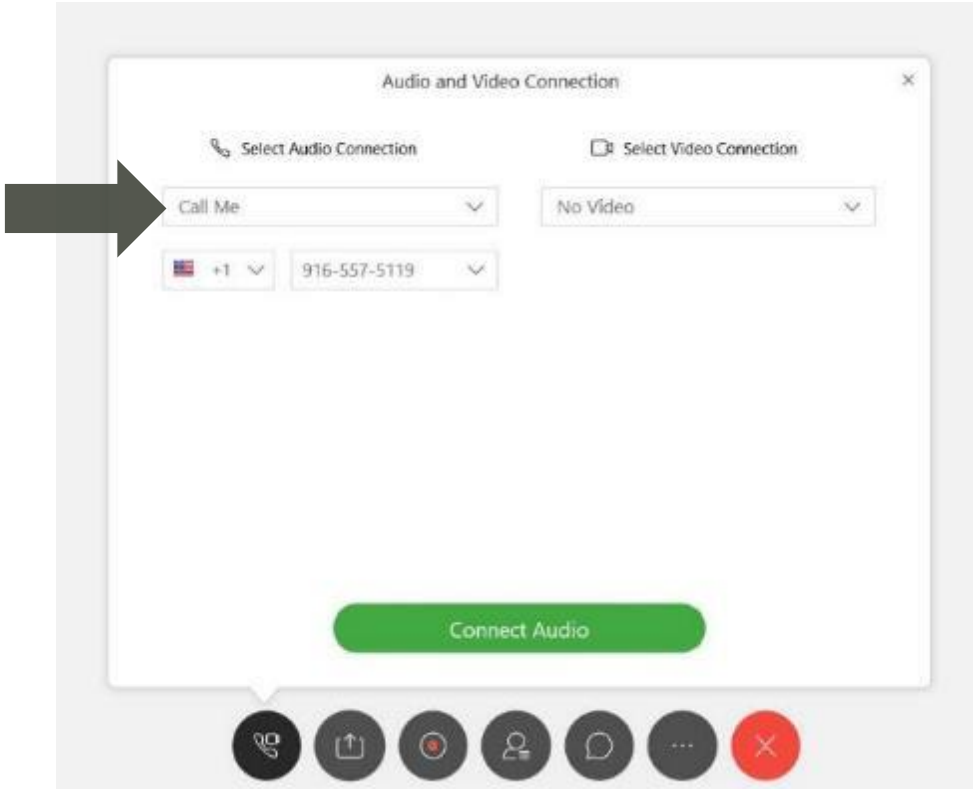 Audio and Video Connection
Select Audio Connection
Select Video Connection
Call Me
No Video
+1
916-557-5119
Connect Audio